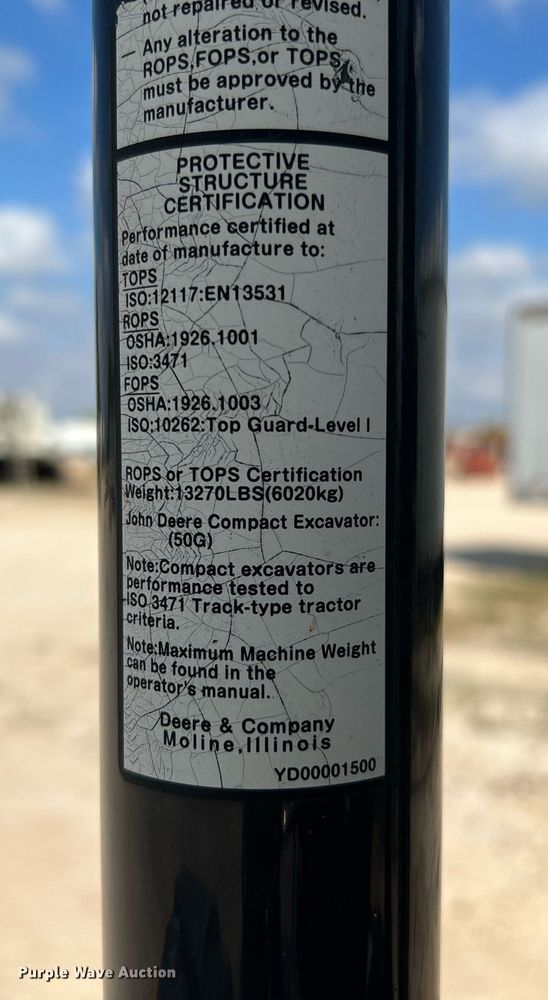 not repaired or revised.
— Any alteration to the
ROPS,FOPS,or TOPS
must be approved by the
manufacturer.
PROTECTIVE
STRUCTURE
CERTIFICATION
Performance certified at
date of manufacture to:
TOPS
ISO:12117:EN13531
ROPS
OSHA:1926.1001
ISO:3471
FOPS
OSHA:1926.1003
ISO:10262:Top Guard-Level I
ROPS or TOPS Certification
Weight:13270LBS(6020kg)
John Deere Compact Excavator:
(50G)
Note:Compact excavators are
performance tested to
ISO 3471 Track-type tractor
criteria.
Note:Maximum Machine Weight
can be found in the
operator's manual.
Deere & Company
Moline,Illinois
YD00001500
Purple Wave Auction